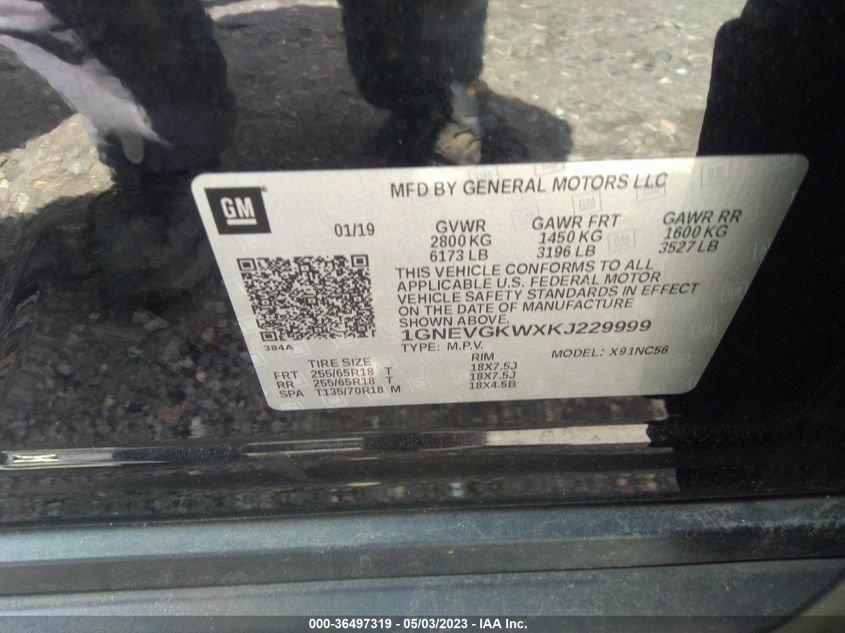 MFD BY GENERAL MOTORS LLC
GM
01/19 GVWR GAWR FRT GAWR RR
2800 KG 1450 KG 1600 KG
6173 LB 3196 LB 3527 LB
THIS VEHICLE CONFORMS TO ALL
APPLICABLE U.S. FEDERAL MOTOR
VEHICLE SAFETY STANDARDS IN EFFECT
ON THE DATE OF MANUFACTURE
SHOWN ABOVE.
1GNEVGKWXKJ229999
384A
TYPE: M.P.V. MODEL: X91NC56
TIRE SIZE RIM
FRT 255/65R18 T 18X7.5J
RR 255/65R18 T 18X7.5J
SPA T135/70R18 M 18X4.5B
000-36497319 - 05/03/2023 - IAA Inc.